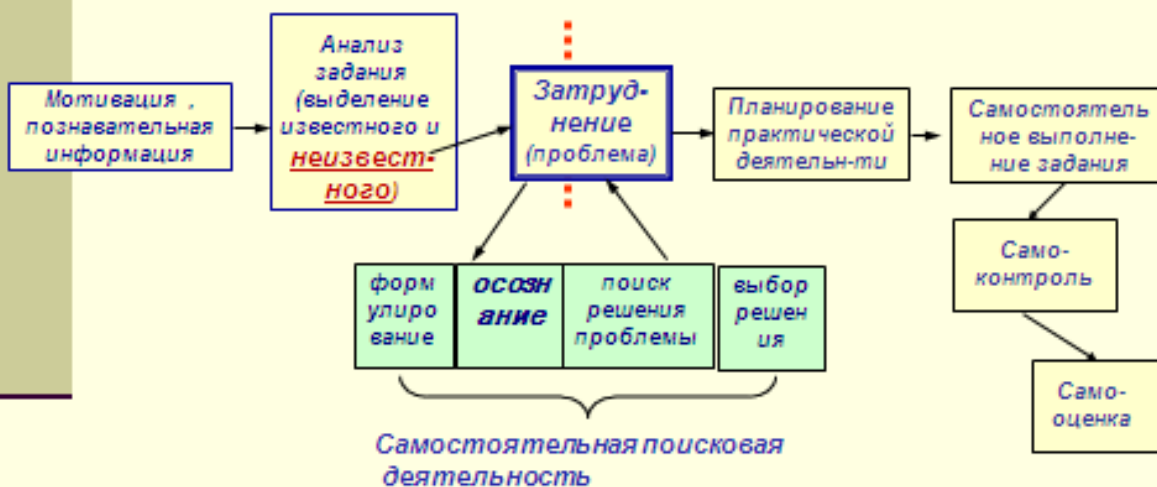 Мотивация ,
познавательная
информация
Анализ
задания
(выделение
известного и
неизвест-
ного)
Затруд-
нение
(проблема)
Планирование
практической
деятельн-ти
Самостоятель
ное выполне-
ние задания
Само-
контроль
Само-
оценка
форм
улиро
вание
осозн
ание
поиск
решения
проблемы
выбор
решен
ия
Самостоятельная поисковая
деятельность